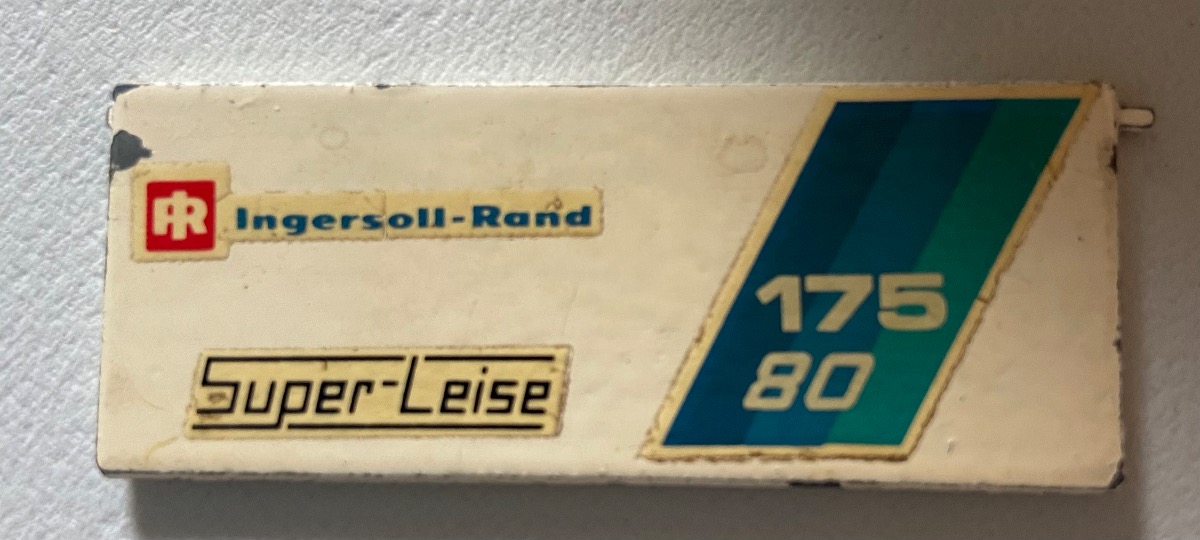 IR Ingersoll-Rand
Super-Leise
175
80